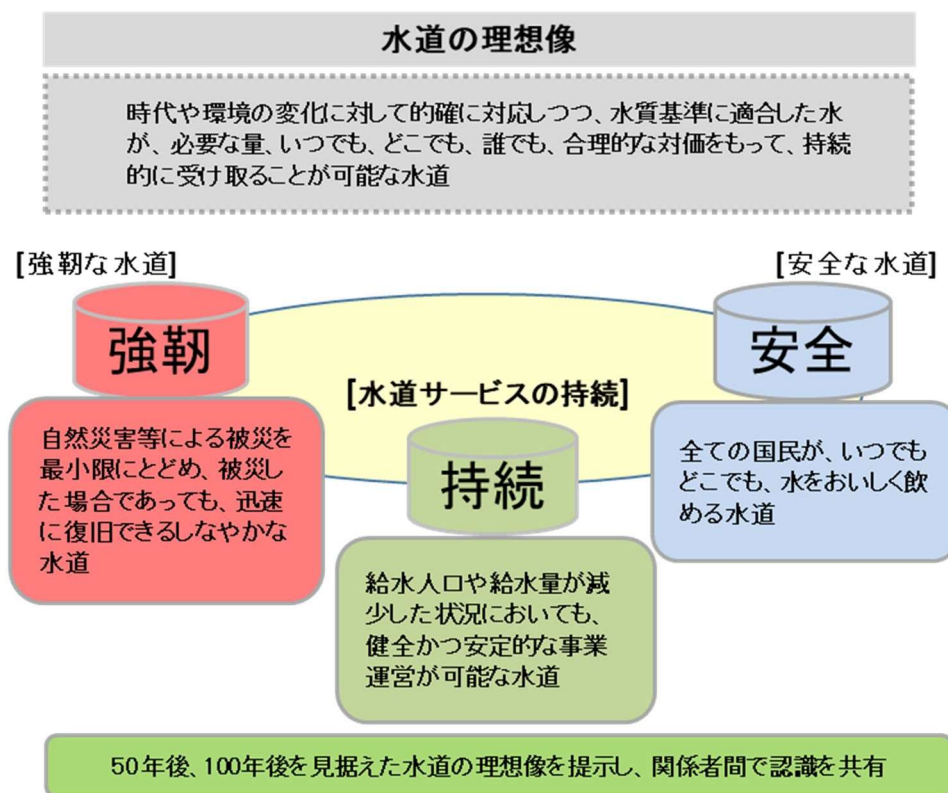 水道の理想像
時代や環境の変化に対して的確に対応しつつ、水質基準に適合した水
が、必要な量、いつでも、どこでも、誰でも、合理的な対価をもって、持続
的に受け取ることが可能な水道
[強靭な水道]
[安全な水道]
強靭
安全
[水道サービスの持続]
自然災害等による被災を
最小限にとどめ、被災し
た場合であっても、迅速
に復旧できるしなやかな
水道
持続
全ての国民が、いつでも
どこでも、水をおいしく飲
める水道
給水人口や給水量が減
少した状況においても、
健全かつ安定的な事業
運営が可能な水道
50年後、100年後を見据えた水道の理想像を提示し、関係者間で認識を共有